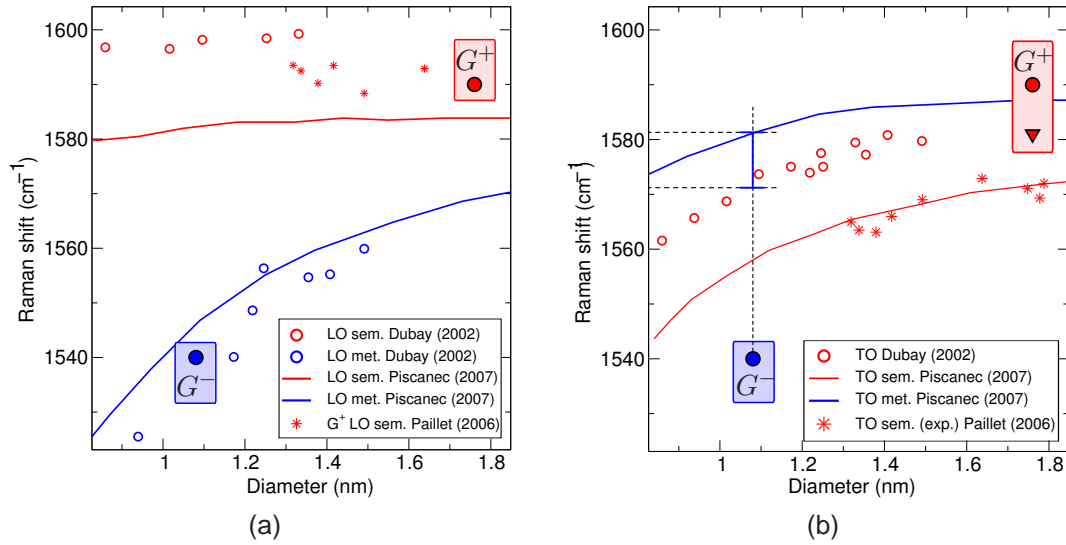 1600
1580
1560
1540
Raman shift (cm⁻¹)
G⁺
G⁻
LO sem. Dubay (2002)
LO met. Dubay (2002)
LO sem. Piscanec (2007)
LO met. Piscanec (2007)
G⁺ LO sem. Paillet (2006)
1 1.2 1.4 1.6 1.8
Diameter (nm)
(a)
1600
1580
1560
1540
Raman shift (cm⁻¹)
G⁺
G⁻
TO Dubay (2002)
TO sem. Piscanec (2007)
TO met. Piscanec (2007)
TO sem. (exp.) Paillet (2006)
1 1.2 1.4 1.6 1.8
Diameter (nm)
(b)